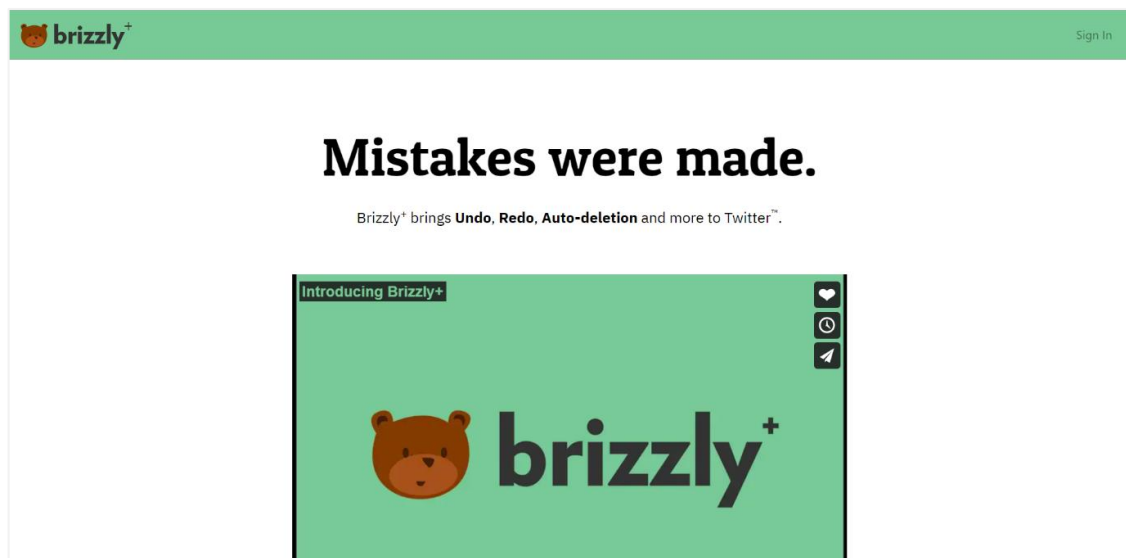 brizzly+
Sign In
Mistakes were made.
Brizzly+ brings Undo, Redo, Auto-deletion and more to Twitter™.
Introducing Brizzly+
brizzly+